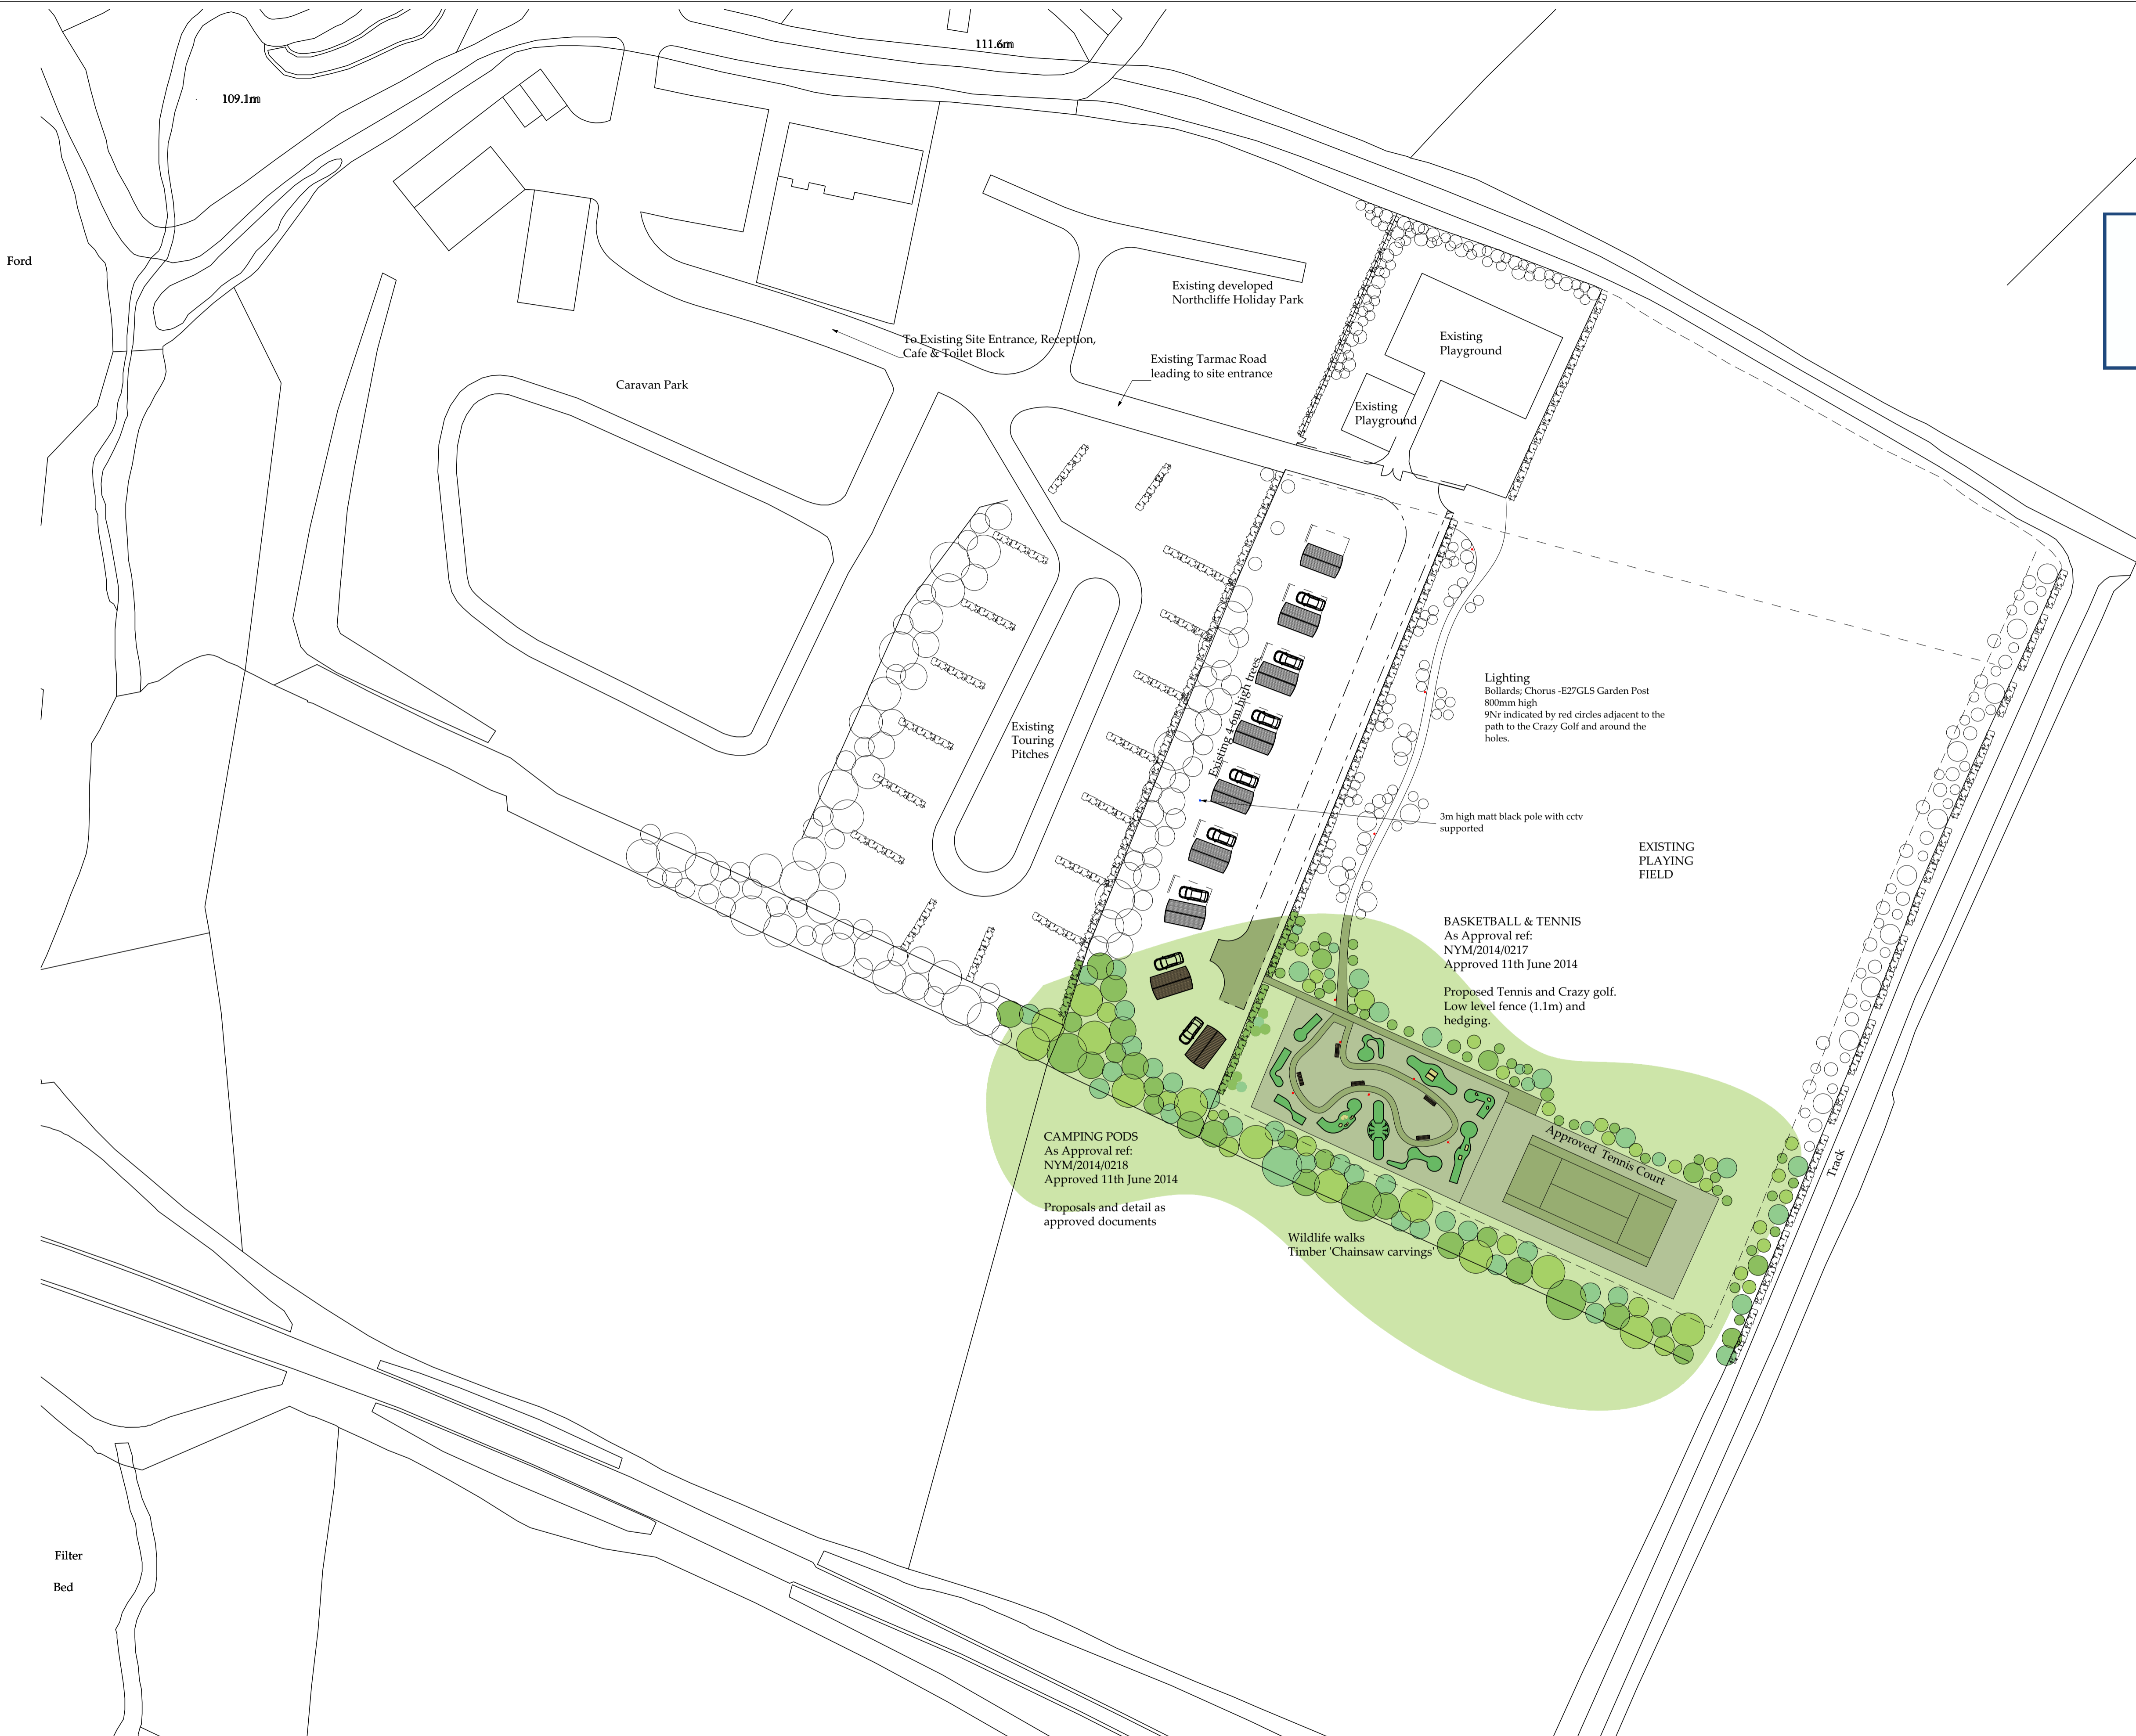 111.6m
109.1m
Ford
Existing developed
Northcliffe Holiday Park
To Existing Site Entrance, Reception,
Cafe & Toilet Block
Existing Tarmac Road
leading to site entrance
Existing
Playground
Existing
Playground
Caravan Park
Existing
Touring
Pitches
Existing 4-6m high trees
Lighting
Bollards; Chorus -E27GLS Garden Post
800mm high
9Nr indicated by red circles adjacent to the
path to the Crazy Golf and around the
holes.
3m high matt black pole with cctv
supported
EXISTING
PLAYING
FIELD
BASKETBALL & TENNIS
As Approval ref:
NYM/2014/0217
Approved 11th June 2014
Proposed Tennis and Crazy golf.
Low level fence (1.1m) and
hedging.
Approved Tennis Court
Track
CAMPING PODS
As Approval ref:
NYM/2014/0218
Approved 11th June 2014
Proposals and detail as
approved documents
Wildlife walks
Timber 'Chainsaw carvings'
Filter
Bed